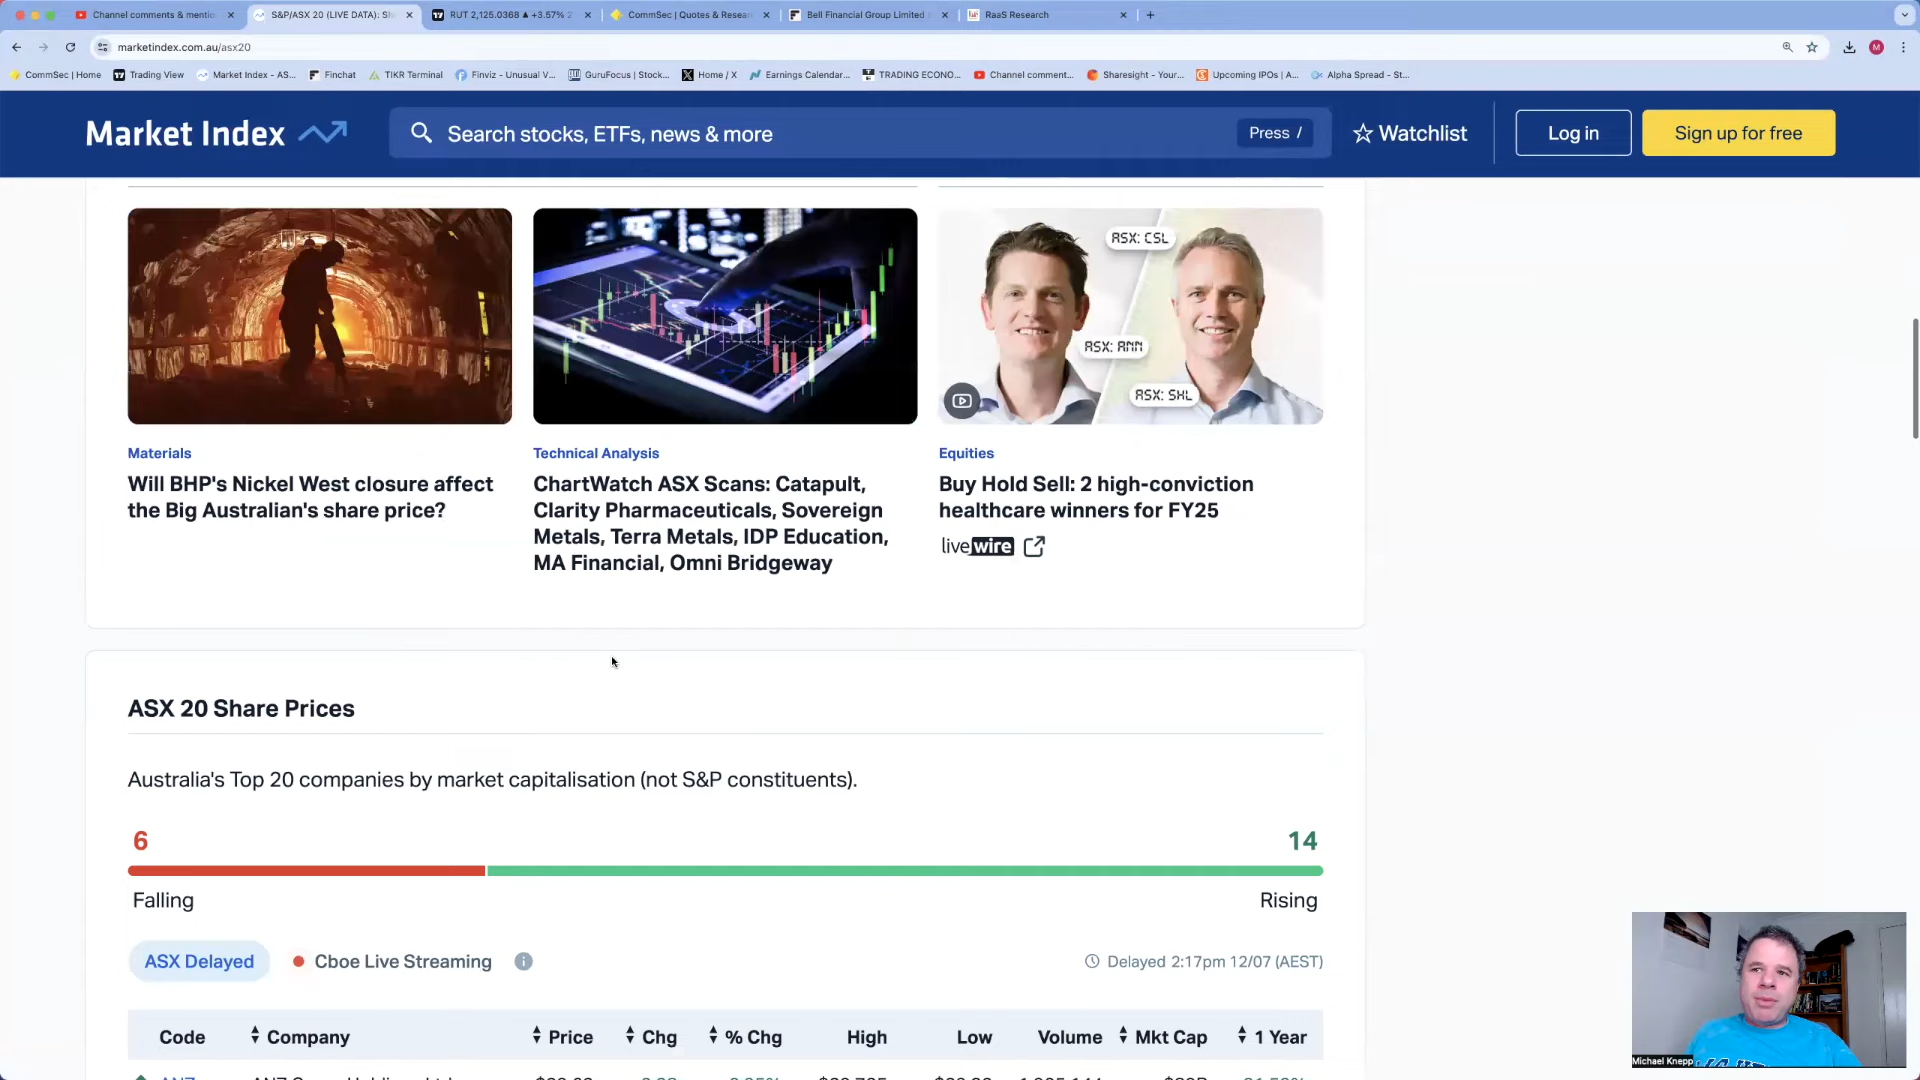 Channel comments & mentio
S&P/ASX 20 (LIVE DATA): Sh
RUT 2,125.0368 ▲ +3.57% 2
CommSec | Quotes & Resear
Bell Financial Group Limited
RaaS Research
marketindex.com.au/asx20
M
CommSec | Home
Trading View
Market Index - AS...
Finchat
TIKR Terminal
Finviz - Unusual V...
GuruFocus | Stock...
Home / X
Earnings Calendar...
TRADING ECONO...
Channel comment...
Sharesight - Your...
Upcoming IPOs | A...
Alpha Spread - St...
Market Index
Search stocks, ETFs, news & more
Press /
Watchlist
Log in
Sign up for free
ASX: CSL
ASX: ANN
ASX: SHL
Materials
Will BHP's Nickel West closure affect
the Big Australian's share price?
Technical Analysis
ChartWatch ASX Scans: Catapult,
Clarity Pharmaceuticals, Sovereign
Metals, Terra Metals, IDP Education,
MA Financial, Omni Bridgeway
Equities
Buy Hold Sell: 2 high-conviction
healthcare winners for FY25
livewire
ASX 20 Share Prices
Australia's Top 20 companies by market capitalisation (not S&P constituents).
6 14
Falling Rising
ASX Delayed Cboe Live Streaming Delayed 2:17pm 12/07 (AEST)
Code Company Price Chg % Chg High Low Volume Mkt Cap 1 Year
Michael Knepp